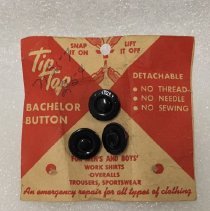 SNAP IT ON
LIFT IT OFF
Tip
Top
DETACHABLE
• NO THREAD
• NO NEEDLE
• NO SEWING
BACHELOR
BUTTON
FOR MEN'S AND BOYS'
WORK SHIRTS
OVERALLS
TROUSERS, SPORTSWEAR
An emergency repair for all types of clothing